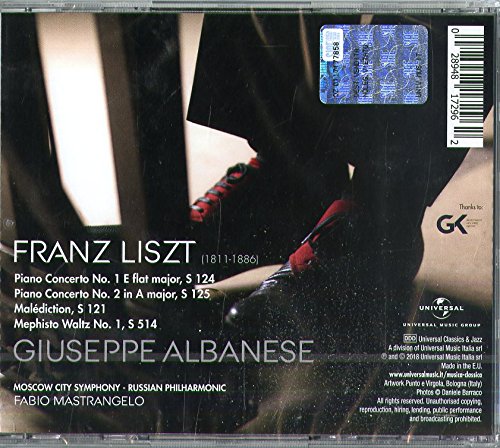 0 28948 17296 2
Thanks to:
GK
FRANZ LISZT (1811-1886)
Piano Concerto No. 1 E flat major, S 124
Piano Concerto No. 2 in A major, S 125
Malédiction, S 121
Mephisto Waltz No. 1, S 514
GIUSEPPE ALBANESE
MOSCOW CITY SYMPHONY - RUSSIAN PHILHARMONIC
FABIO MASTRANGELO
UNIVERSAL
UNIVERSAL MUSIC GROUP
DDD Universal Classics & Jazz
A division of Universal Music Italia srl
℗ and © 2018 Universal Music Italia srl
Made in the E.U.
www.universalmusic.it/musica-classica
Artwork Punto e Virgola, Bologna (Italy)
Photos © Daniele Barraco
All rights reserved. Unauthorised copying,
reproduction, hiring, lending, public performance
and broadcasting prohibited.